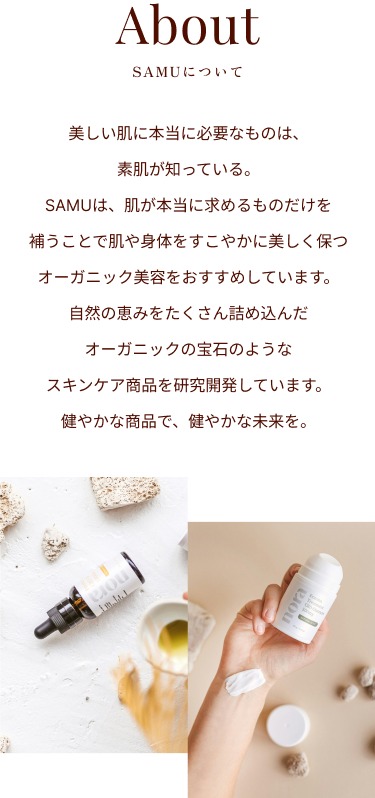 About
SAMUについて
美しい肌に本当に必要なものは、
素肌が知っている。
SAMUは、肌が本当に求めるものだけを
補うことで肌や身体をすこやかに美しく保つ
オーガニック美容をおすすめしています。
自然の恵みをたくさん詰め込んだ
オーガニックの宝石のような
スキンケア商品を研究開発しています。
健やかな商品で、健やかな未来を。